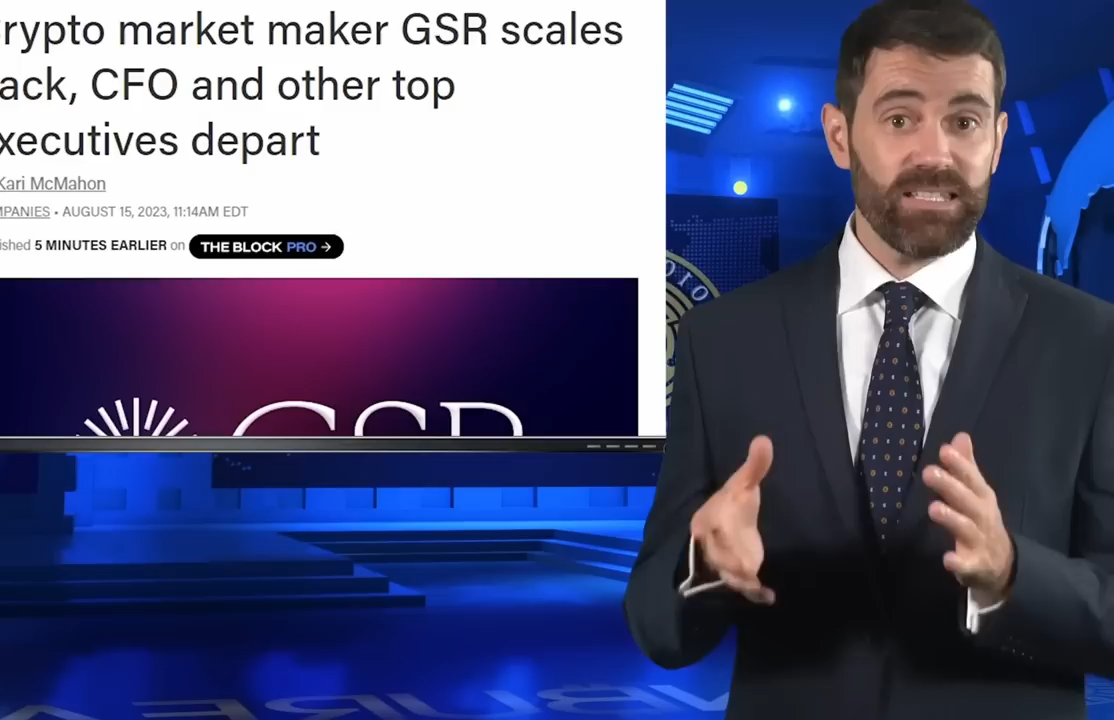 rypto market maker GSR scales
ack, CFO and other top
xecutives depart
Kari McMahon
MPANIES • AUGUST 15, 2023, 11:14AM EDT
ished 5 MINUTES EARLIER on THE BLOCK PRO →
GSR